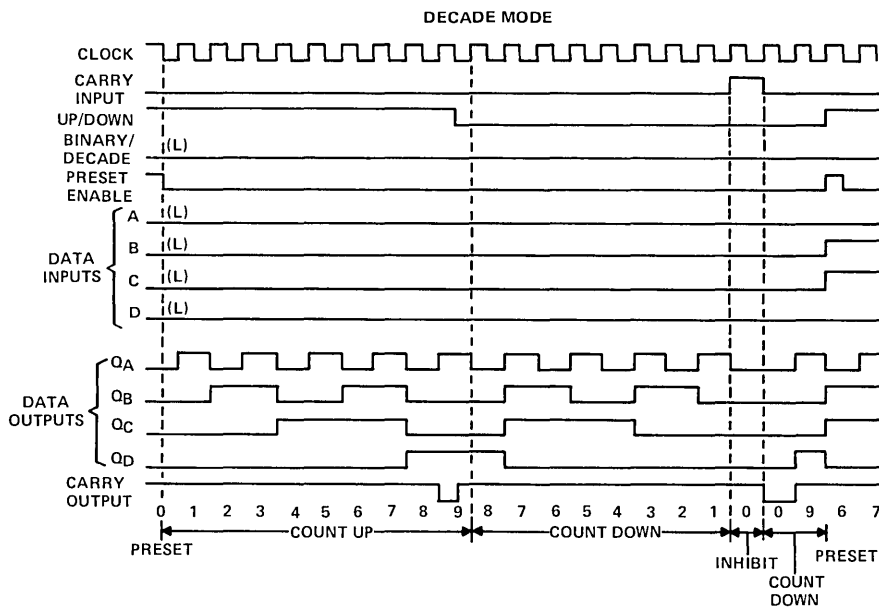 DECADE MODE
CLOCK
CARRY
INPUT
UP/DOWN
BINARY/
DECADE
(L)
PRESET
ENABLE
DATA
INPUTS
A (L)
B (L)
C (L)
D (L)
DATA
OUTPUTS
QA
QB
QC
QD
CARRY
OUTPUT
0 1 2 3 4 5 6 7 8 9 8 7 6 5 4 3 2 1 0 0 9 6 7
PRESET
COUNT UP
COUNT DOWN
INHIBIT
COUNT
DOWN
PRESET